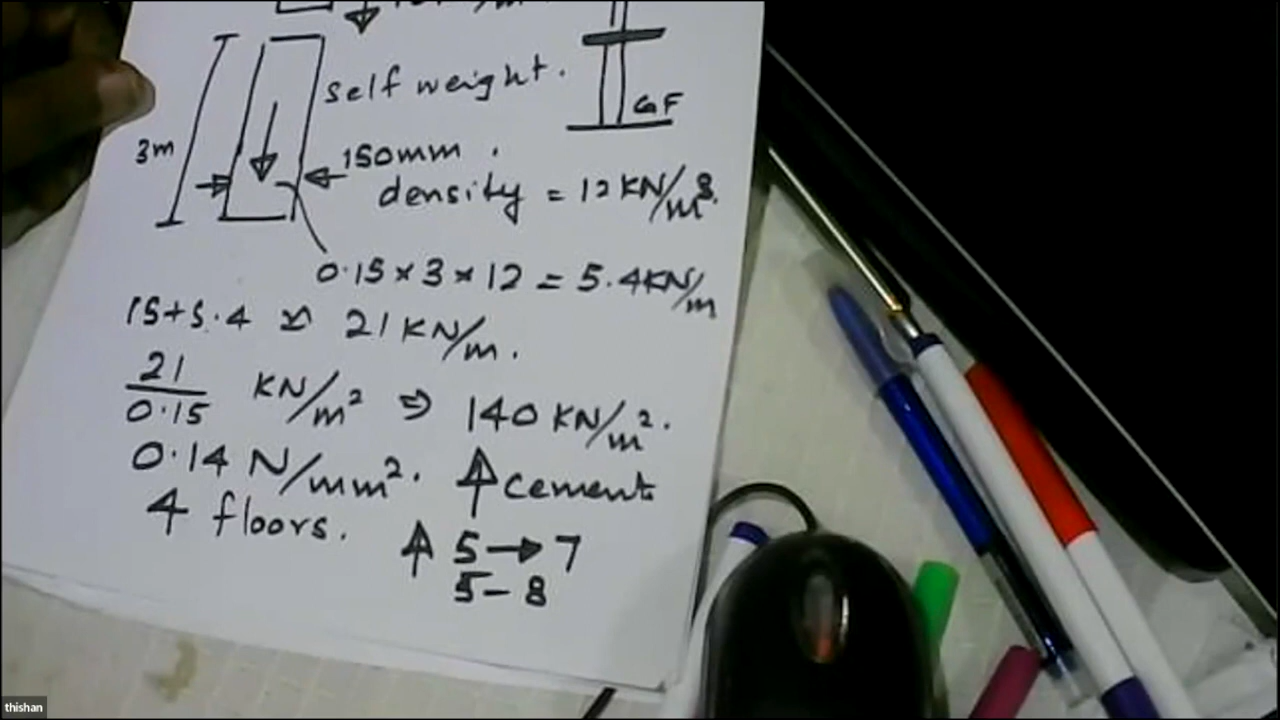 self weight.
GF
3m
150mm.
density = 12 KN/m3.
0.15 × 3 × 12 = 5.4KN/m
15+5.4 ≈ 21 KN/m.
21/0.15 KN/m² ⇒ 140 KN/m².
0.14 N/mm². ↑ cement
4 floors. ↑ 5 → 7
5 – 8
thishan